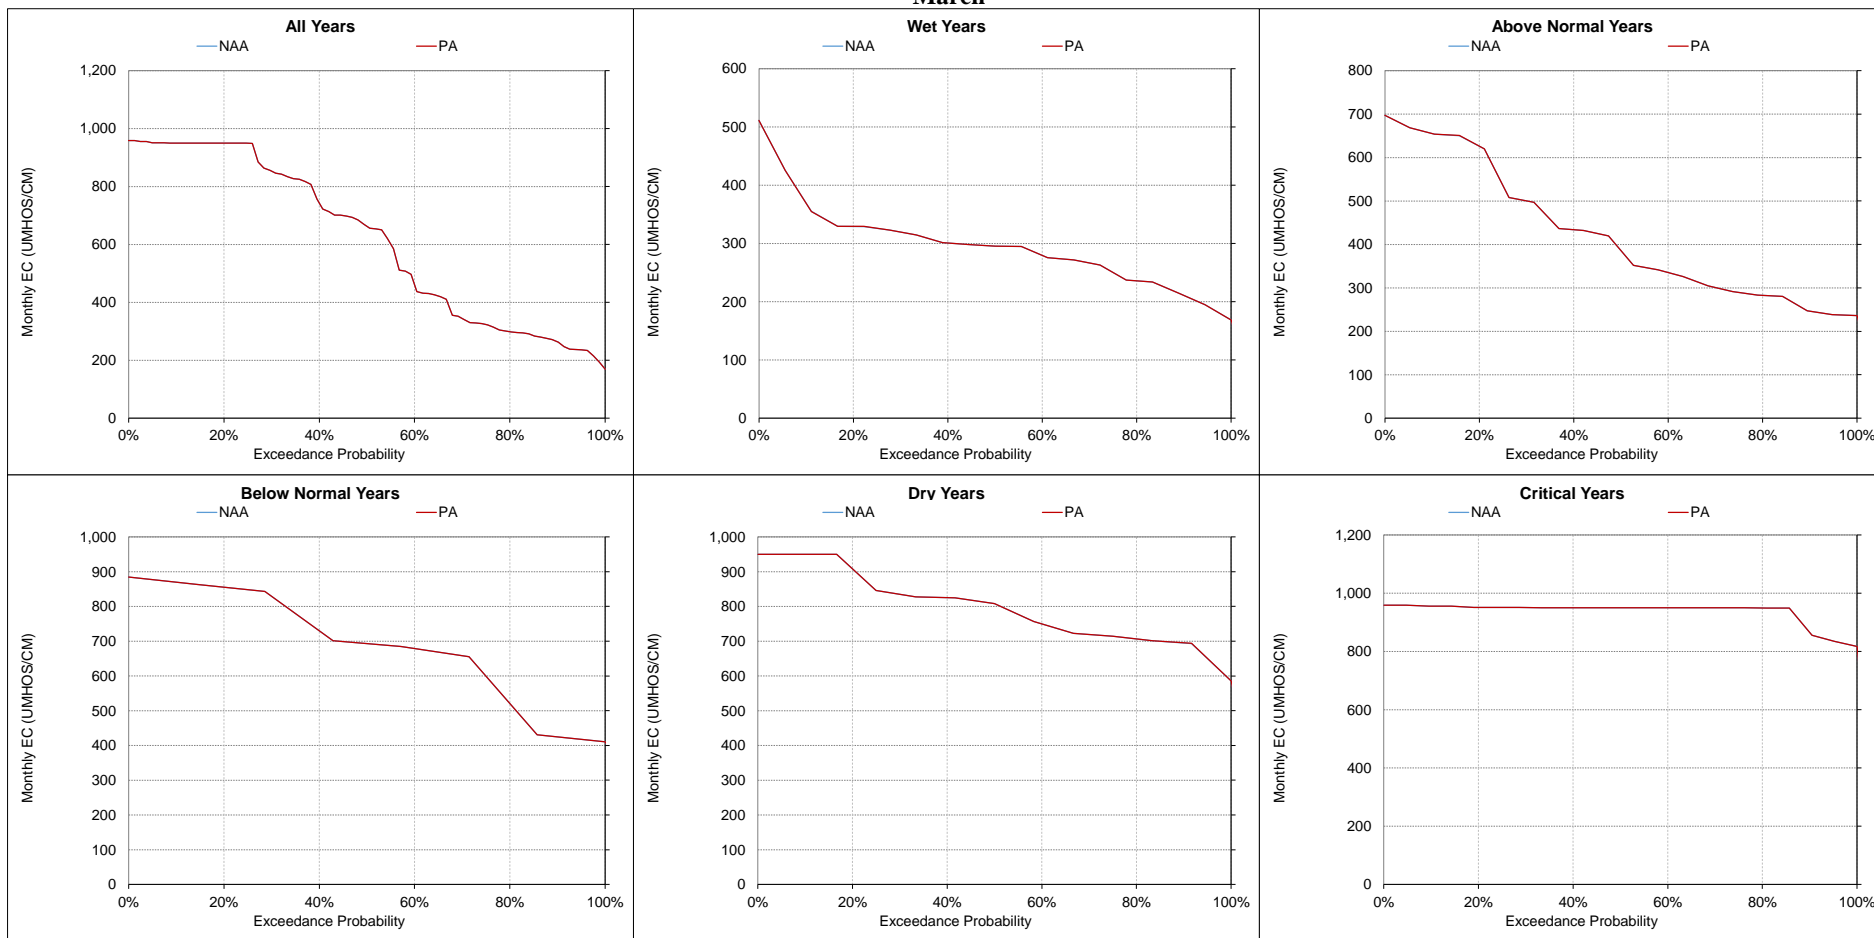 March
All Years
NAA PA
1,200
1,000
800
600
400
200
0
0% 20% 40% 60% 80% 100%
Exceedance Probability
Monthly EC (UMHOS/CM)
Wet Years
NAA PA
600
500
400
300
200
100
0
0% 20% 40% 60% 80% 100%
Exceedance Probability
Monthly EC (UMHOS/CM)
Above Normal Years
NAA PA
800
700
600
500
400
300
200
100
0
0% 20% 40% 60% 80% 100%
Exceedance Probability
Monthly EC (UMHOS/CM)
Below Normal Years
NAA PA
1,000
900
800
700
600
500
400
300
200
100
0
0% 20% 40% 60% 80% 100%
Exceedance Probability
Monthly EC (UMHOS/CM)
Dry Years
NAA PA
1,000
900
800
700
600
500
400
300
200
100
0
0% 20% 40% 60% 80% 100%
Exceedance Probability
Monthly EC (UMHOS/CM)
Critical Years
NAA PA
1,200
1,000
800
600
400
200
0
0% 20% 40% 60% 80% 100%
Exceedance Probability
Monthly EC (UMHOS/CM)